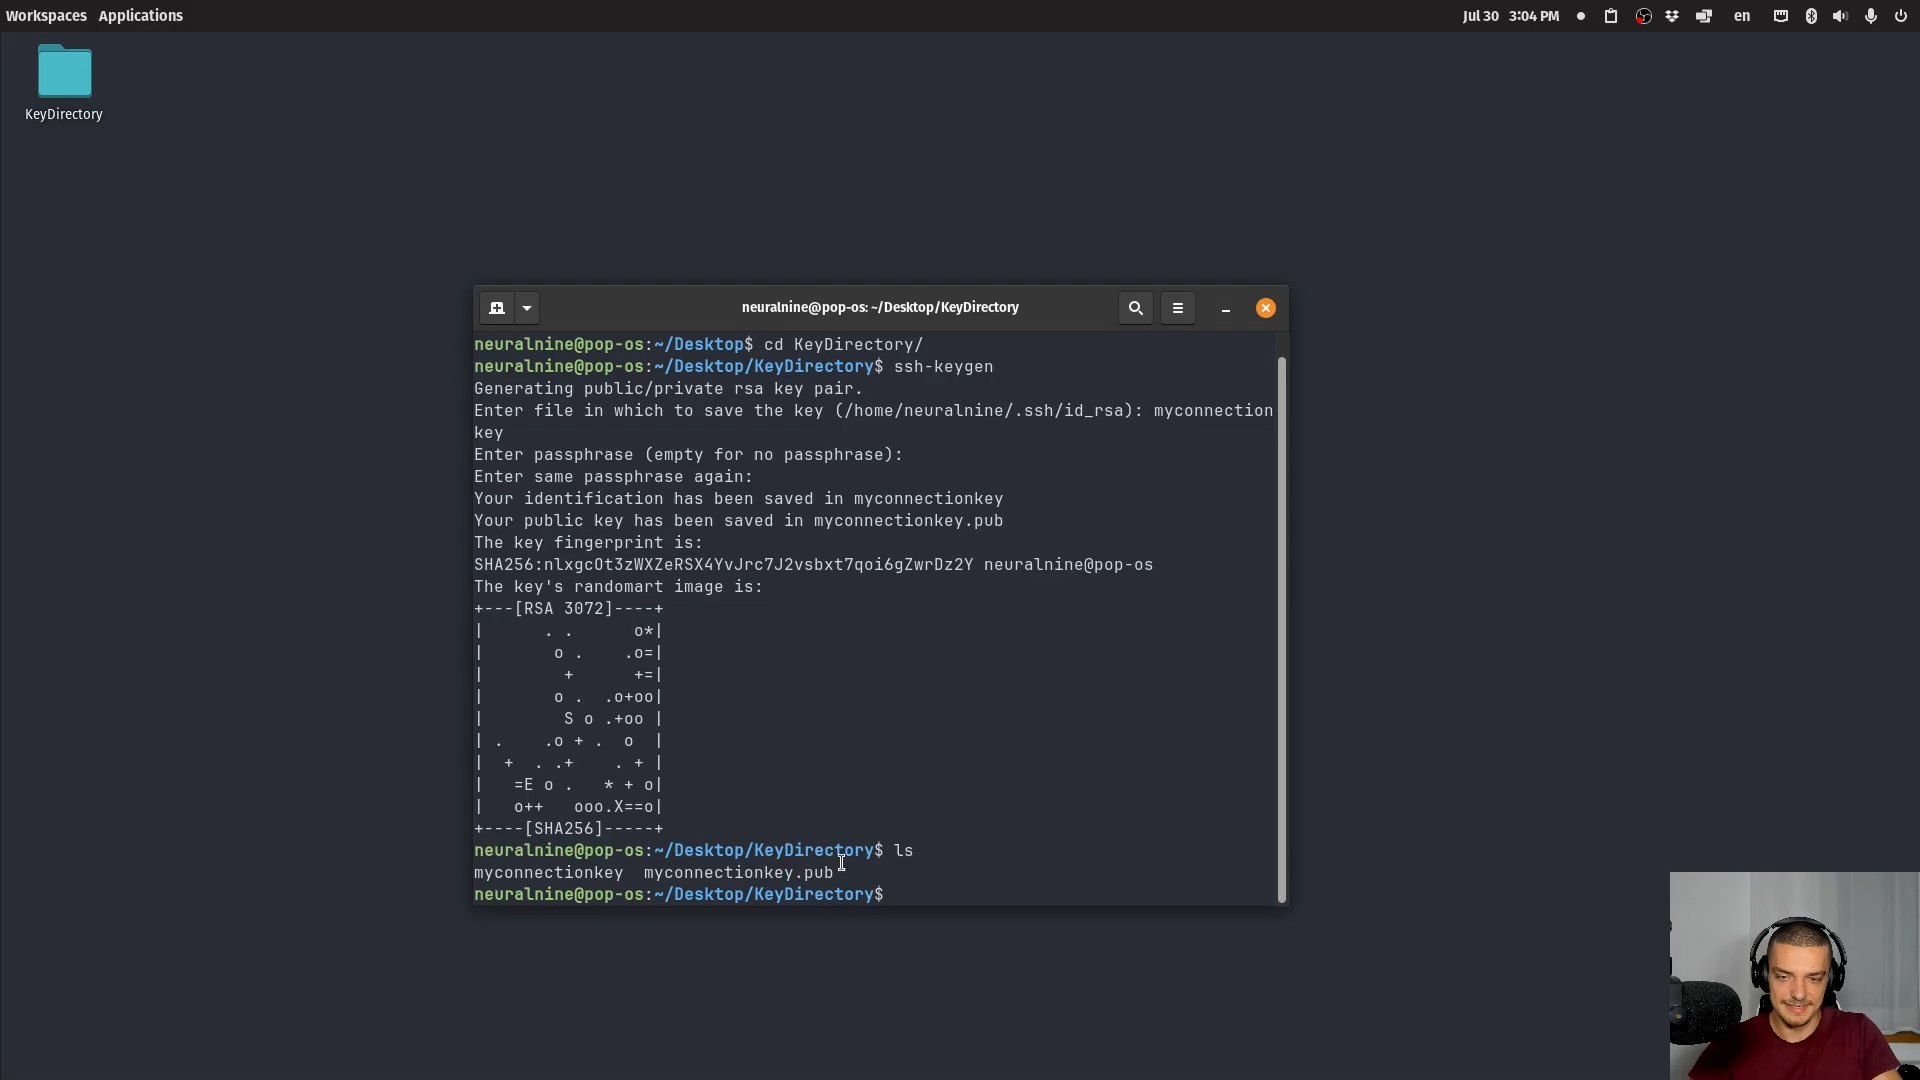 Workspaces Applications
Jul 30 3:04 PM
en
KeyDirectory
neuralnine@pop-os: ~/Desktop/KeyDirectory
neuralnine@pop-os:~/Desktop$ cd KeyDirectory/
neuralnine@pop-os:~/Desktop/KeyDirectory$ ssh-keygen
Generating public/private rsa key pair.
Enter file in which to save the key (/home/neuralnine/.ssh/id_rsa): myconnection
key
Enter passphrase (empty for no passphrase):
Enter same passphrase again:
Your identification has been saved in myconnectionkey
Your public key has been saved in myconnectionkey.pub
The key fingerprint is:
SHA256:nlxgcOt3zWXZeRSX4YvJrc7J2vsbxt7qoi6gZwrDz2Y neuralnine@pop-os
The key's randomart image is:
+---[RSA 3072]----+
|      . .      o*|
|       o .    .o=|
|        +      +=|
|       o .  .o+oo|
|        S o .+oo |
| .    .o + .  o  |
|  +  . .+    . + |
|   =E o .   * + o|
|   o++   ooo.X==o|
+----[SHA256]-----+
neuralnine@pop-os:~/Desktop/KeyDirectory$ ls
myconnectionkey  myconnectionkey.pub
neuralnine@pop-os:~/Desktop/KeyDirectory$